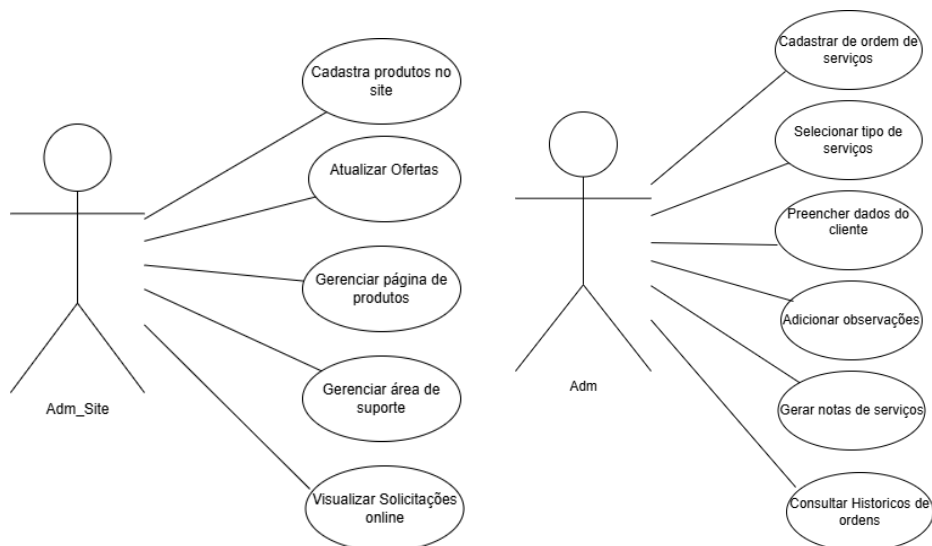 Cadastra produtos no
site
Atualizar Ofertas
Gerenciar página de
produtos
Gerenciar área de
suporte
Visualizar Solicitações
online
Adm_Site
Cadastrar de ordem de
serviços
Selecionar tipo de
serviços
Preencher dados do
cliente
Adicionar observações
Gerar notas de serviços
Consultar Historicos de
ordens
Adm